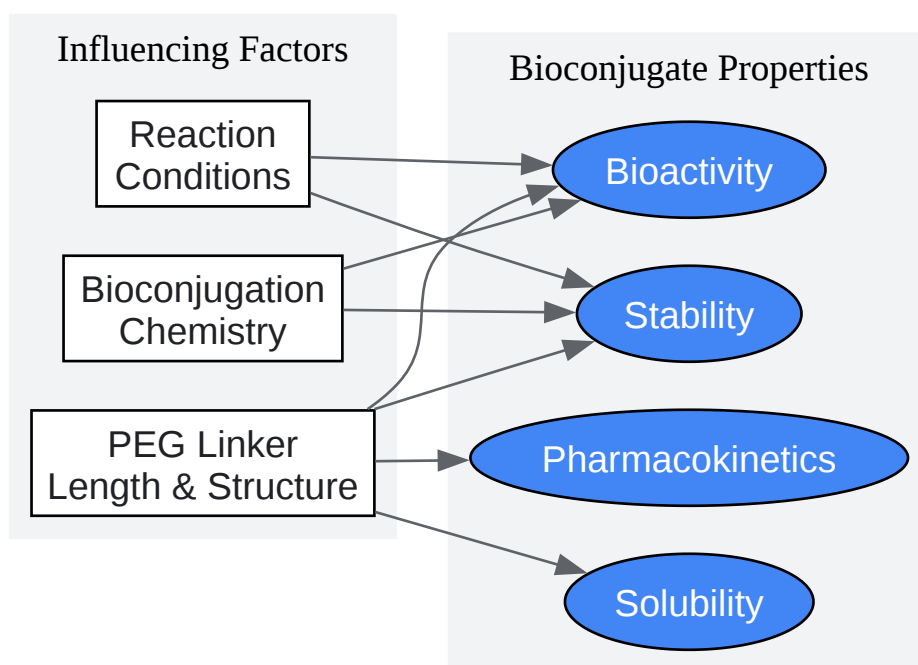 Influencing Factors
Reaction
Conditions
Bioconjugation
Chemistry
PEG Linker
Length & Structure
Bioconjugate Properties
Bioactivity
Stability
Pharmacokinetics
Solubility